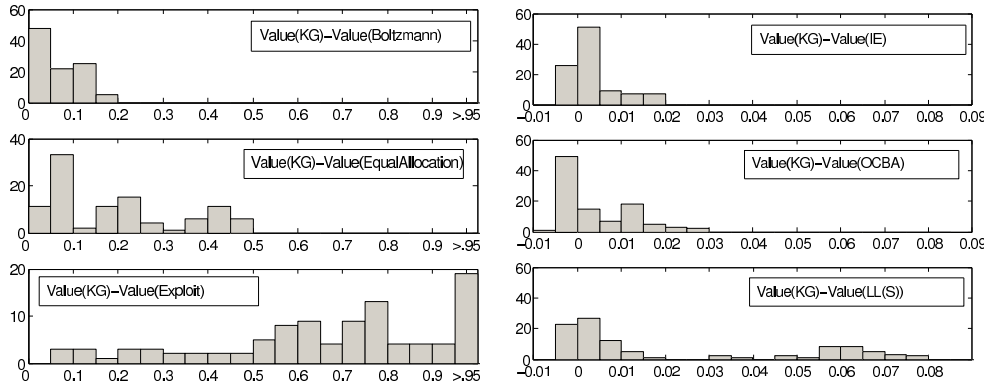 60
Value(KG)−Value(Boltzmann)
40
20
0
0 0.1 0.2 0.3 0.4 0.5 0.6 0.7 0.8 0.9 >.95
40
Value(KG)−Value(EqualAllocation)
20
0
0 0.1 0.2 0.3 0.4 0.5 0.6 0.7 0.8 0.9 >.95
20
Value(KG)−Value(Exploit)
10
0
0.1 0.2 0.3 0.4 0.5 0.6 0.7 0.8 0.9 >.95
60
Value(KG)−Value(IE)
40
20
0
−0.01 0 0.01 0.02 0.03 0.04 0.05 0.06 0.07 0.08 0.09
60
Value(KG)−Value(OCBA)
40
20
0
−0.01 0 0.01 0.02 0.03 0.04 0.05 0.06 0.07 0.08 0.08
60
Value(KG)−Value(LL(S))
40
20
0
−0.01 0 0.01 0.02 0.03 0.04 0.05 0.06 0.07 0.08 0.09